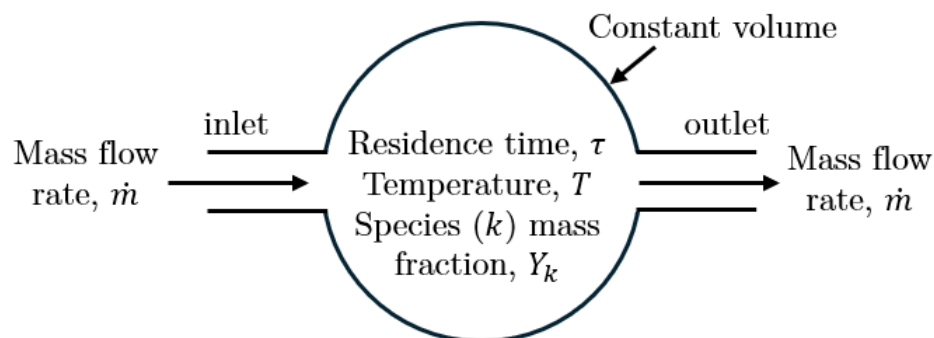 Constant volume
inlet
outlet
Mass flow
rate, ṁ
Residence time, τ
Temperature, T
Species (k) mass
fraction, Yₖ
Mass flow
rate, ṁ